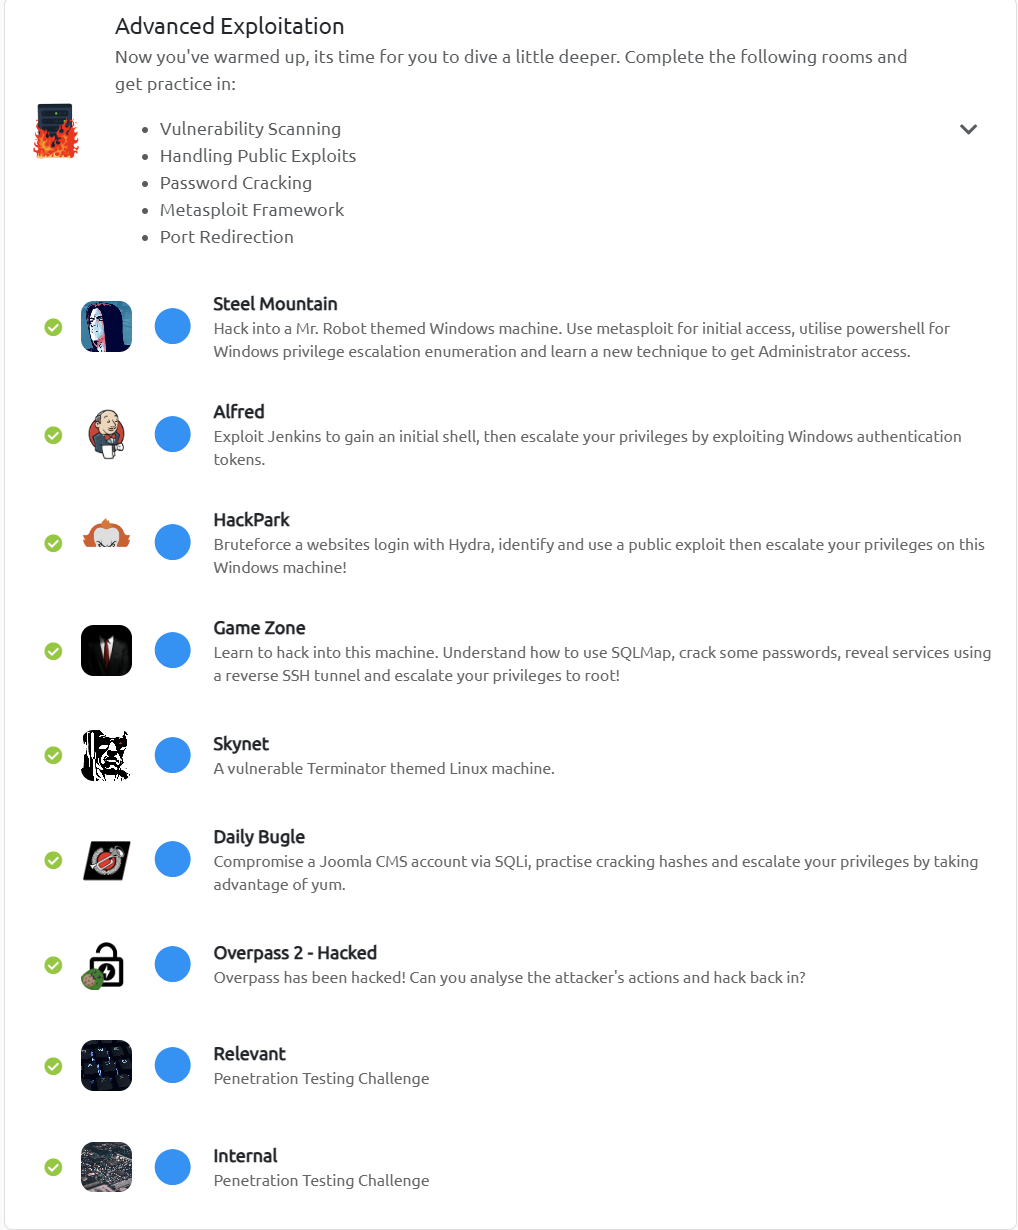 Advanced Exploitation
Now you've warmed up, its time for you to dive a little deeper. Complete the following rooms and
get practice in:
Vulnerability Scanning
Handling Public Exploits
Password Cracking
Metasploit Framework
Port Redirection
Steel Mountain
Hack into a Mr. Robot themed Windows machine. Use metasploit for initial access, utilise powershell for
Windows privilege escalation enumeration and learn a new technique to get Administrator access.
Alfred
Exploit Jenkins to gain an initial shell, then escalate your privileges by exploiting Windows authentication
tokens.
HackPark
Bruteforce a websites login with Hydra, identify and use a public exploit then escalate your privileges on this
Windows machine!
Game Zone
Learn to hack into this machine. Understand how to use SQLMap, crack some passwords, reveal services using
a reverse SSH tunnel and escalate your privileges to root!
Skynet
A vulnerable Terminator themed Linux machine.
Daily Bugle
Compromise a Joomla CMS account via SQLi, practise cracking hashes and escalate your privileges by taking
advantage of yum.
Overpass 2 - Hacked
Overpass has been hacked! Can you analyse the attacker's actions and hack back in?
Relevant
Penetration Testing Challenge
Internal
Penetration Testing Challenge